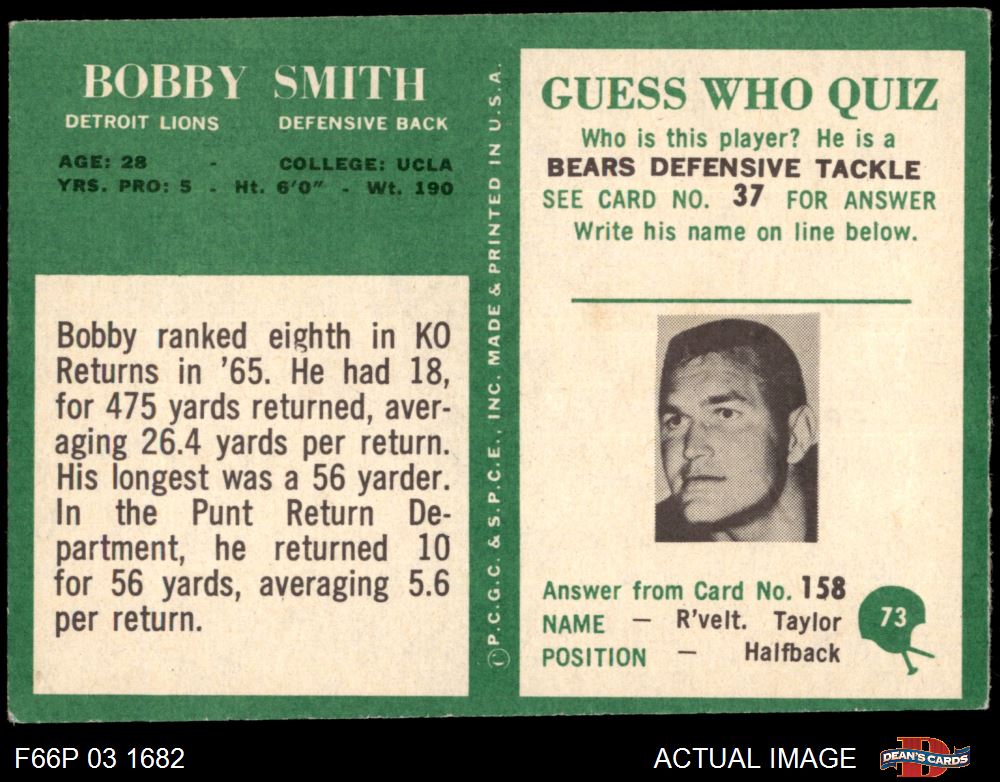 BOBBY SMITH
DETROIT LIONS DEFENSIVE BACK
AGE: 28 - COLLEGE: UCLA
YRS. PRO: 5 - Ht. 6'0" - Wt. 190
Bobby ranked eighth in KO
Returns in '65. He had 18,
for 475 yards returned, aver-
aging 26.4 yards per return.
His longest was a 56 yarder.
In the Punt Return De-
partment, he returned 10
for 56 yards, averaging 5.6
per return.
©P.C.G.C. & S.P.C.E., INC. MADE & PRINTED IN U.S.A.
GUESS WHO QUIZ
Who is this player? He is a
BEARS DEFENSIVE TACKLE
SEE CARD NO. 37 FOR ANSWER
Write his name on line below.
Answer from Card No. 158
NAME — R'velt. Taylor
POSITION — Halfback
73
F66P 03 1682
ACTUAL IMAGE
DEAN'S CARDS